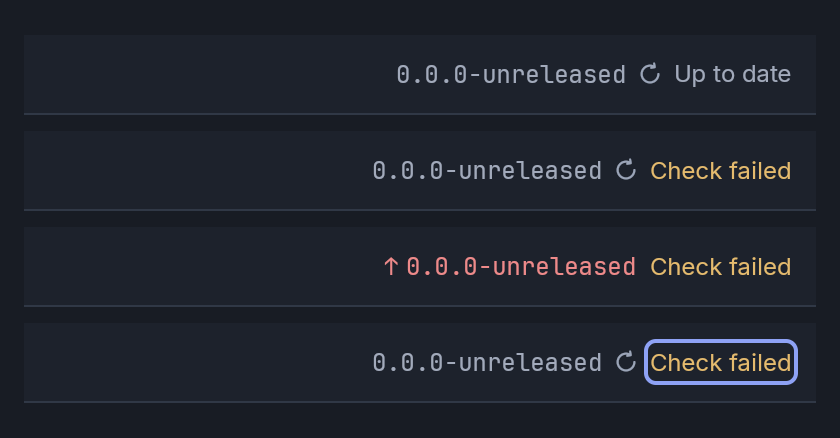 0.0.0-unreleased Up to date
0.0.0-unreleased Check failed
↑ 0.0.0-unreleased Check failed
0.0.0-unreleased Check failed